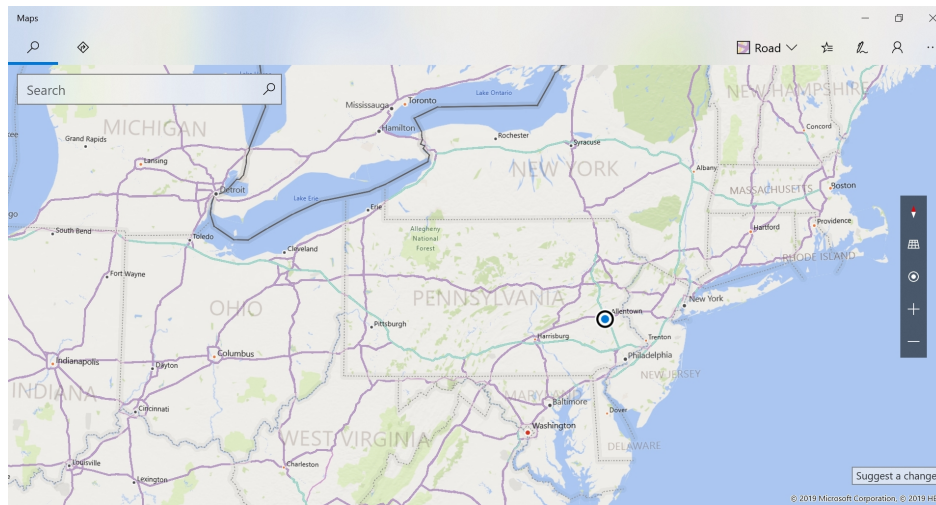 Maps
Road
Search
Lake Ontario
NEW HAMPSHIRE
Mississauga
Toronto
MICHIGAN
Hamilton
Rochester
Concord
Grand Rapids
Syracuse
Lansing
NEW YORK
Albany
Detroit
MASSACHUSETTS
Boston
Lake Erie
Erie
Providence
Hartford
Allegheny
National
Forest
South Bend
Toledo
Cleveland
RHODE ISLAND
Fort Wayne
PENNSYLVANIA
New York
OHIO
Allentown
Pittsburgh
Harrisburg
Trenton
Columbus
Philadelphia
Indianapolis
Dayton
NEW JERSEY
INDIANA
Baltimore
Cincinnati
Dover
Washington
WEST VIRGINIA
DELAWARE
Louisville
Charleston
Lexington
Suggest a change
© 2019 Microsoft Corporation, © 2019 HE